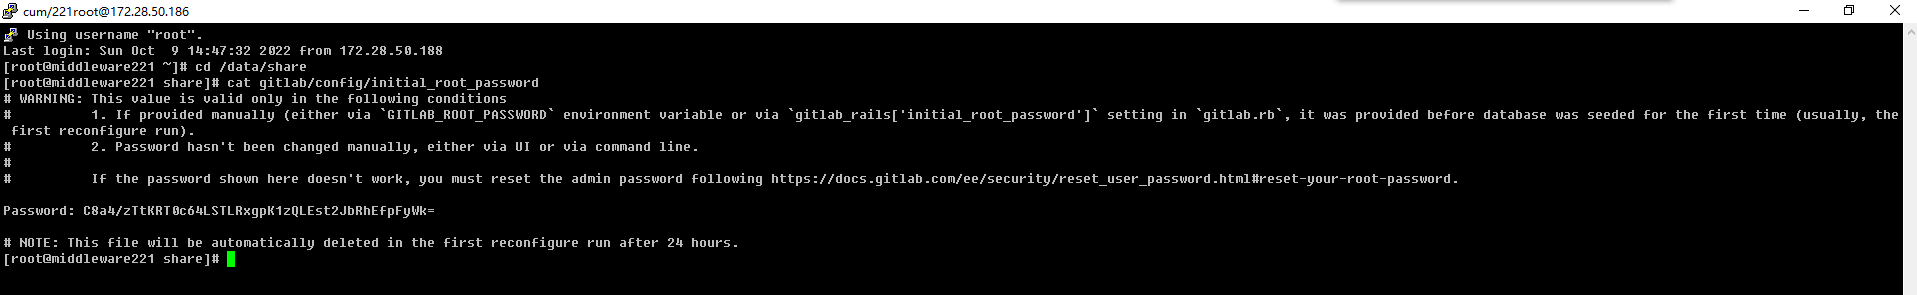 cum/221root@172.28.50.186
Using username "root".
Last login: Sun Oct  9 14:47:32 2022 from 172.28.50.188
[root@middleware221 ~]# cd /data/share
[root@middleware221 share]# cat gitlab/config/initial_root_password
# WARNING: This value is valid only in the following conditions
#          1. If provided manually (either via `GITLAB_ROOT_PASSWORD` environment variable or via `gitlab_rails['initial_root_password']` setting in `gitlab.rb`, it was provided before database was seeded for the first time (usually, the
 first reconfigure run).
#          2. Password hasn't been changed manually, either via UI or via command line.
#
#          If the password shown here doesn't work, you must reset the admin password following https://docs.gitlab.com/ee/security/reset_user_password.html#reset-your-root-password.
Password: C8a4/zTtKRT0c64LSTLRxgpK1zQLEst2JbRhEfpFyWk=
# NOTE: This file will be automatically deleted in the first reconfigure run after 24 hours.
[root@middleware221 share]#